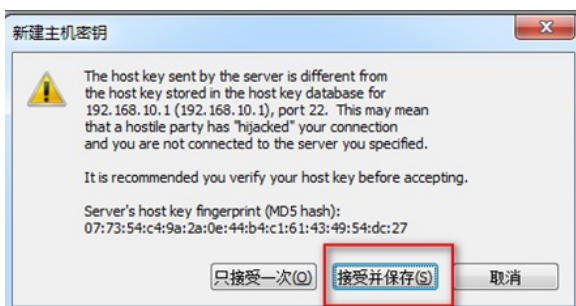 新建主机密钥
The host key sent by the server is different from
the host key stored in the host key database for
192.168.10.1 (192.168.10.1), port 22.  This may mean
that a hostile party has "hijacked" your connection
and you are not connected to the server you specified.
It is recommended you verify your host key before accepting.
Server's host key fingerprint (MD5 hash):
07:73:54:c4:9a:2a:0e:44:b4:c1:61:43:49:54:dc:27
只接受一次(O) 接受并保存(S) 取消